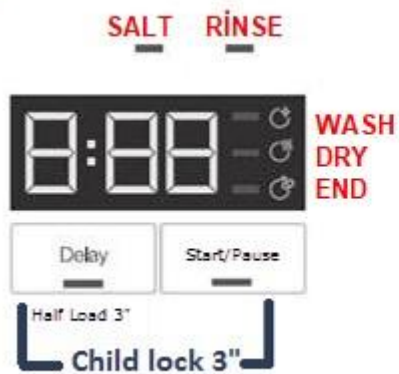 SALT RİNSE
8:88
WASH
DRY
END
Delay Start/Pause
Half Load 3"
Child lock 3"